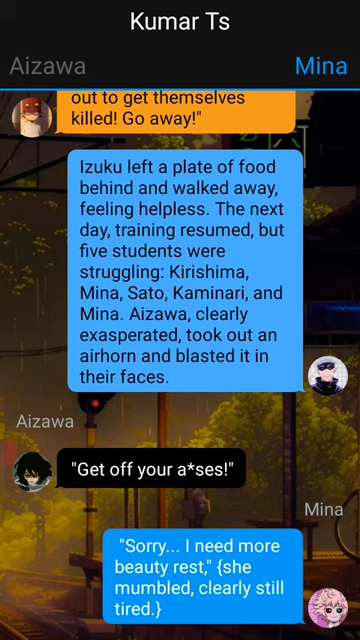 Kumar Ts
Aizawa
Mina
out to get themselves
killed! Go away!"
Izuku left a plate of food
behind and walked away,
feeling helpless. The next
day, training resumed, but
five students were
struggling: Kirishima,
Mina, Sato, Kaminari, and
Mina. Aizawa, clearly
exasperated, took out an
airhorn and blasted it in
their faces.
Aizawa
"Get off your a*ses!"
Mina
"Sorry... I need more
beauty rest," {she
mumbled, clearly still
tired.}